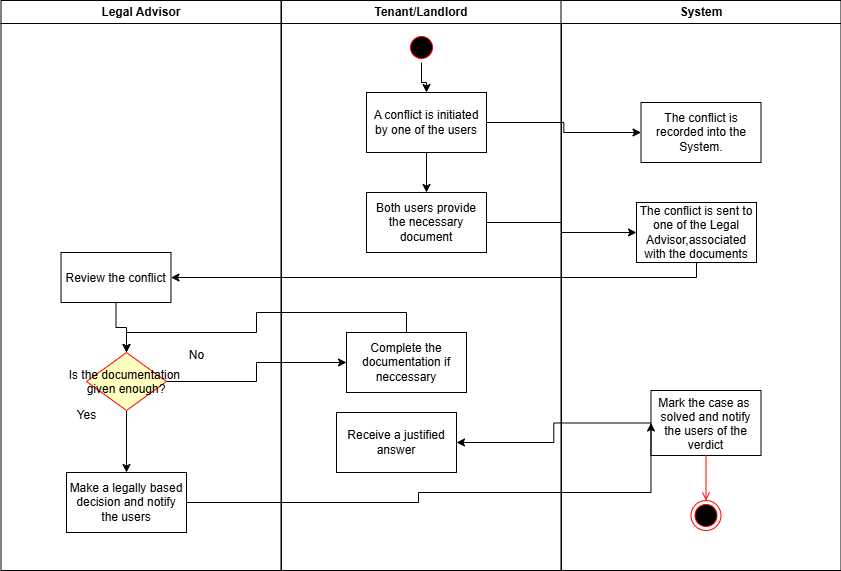 Legal Advisor
Tenant/Landlord
System
A conflict is initiated
by one of the users
The conflict is
recorded into the
System.
Both users provide
the necessary
document
The conflict is sent to
one of the Legal
Advisor,associated
with the documents
Review the conflict
No
Complete the
documentation if
neccessary
Is the documentation
given enough?
Yes
Mark the case as
solved and notify
the users of the
verdict
Receive a justified
answer
Make a legally based
decision and notify
the users